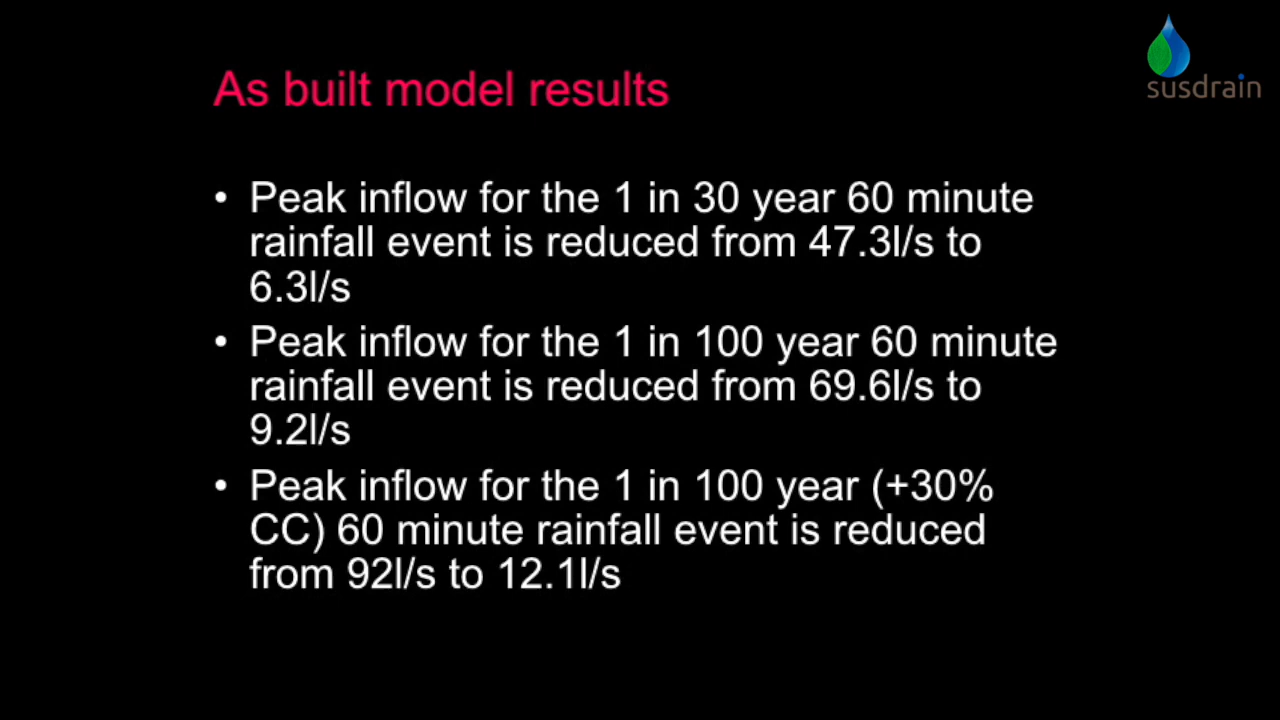 susdrain
As built model results
• Peak inflow for the 1 in 30 year 60 minute
rainfall event is reduced from 47.3l/s to
6.3l/s
• Peak inflow for the 1 in 100 year 60 minute
rainfall event is reduced from 69.6l/s to
9.2l/s
• Peak inflow for the 1 in 100 year (+30%
CC) 60 minute rainfall event is reduced
from 92l/s to 12.1l/s